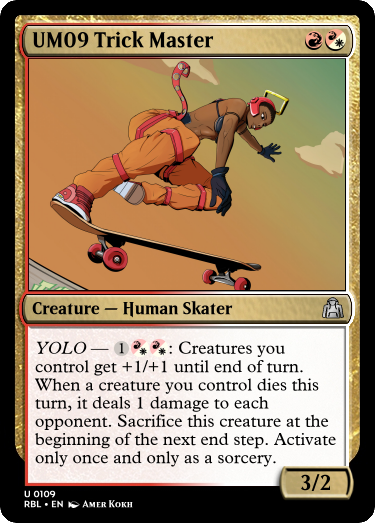 UM09 Trick Master
Creature — Human Skater
YOLO — 1: Creatures you
control get +1/+1 until end of turn.
When a creature you control dies this
turn, it deals 1 damage to each
opponent. Sacrifice this creature at the
beginning of the next end step. Activate
only once and only as a sorcery.
3/2
U 0109
RBL • EN Amer Kokh